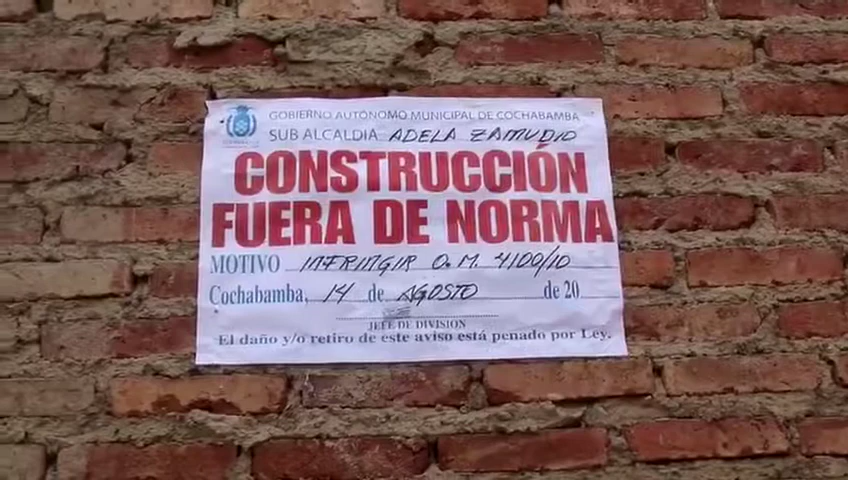 GOBIERNO AUTÓNOMO MUNICIPAL DE COCHABAMBA
SUB ALCALDIA ADELA ZAMUDIO
CONSTRUCCIÓN
FUERA DE NORMA
MOTIVO INFRINGIR O.M. 4100/10
Cochabamba, 14 de AGOSTO de 20
JEFE DE DIVISION
El daño y/o retiro de este aviso está penado por Ley.